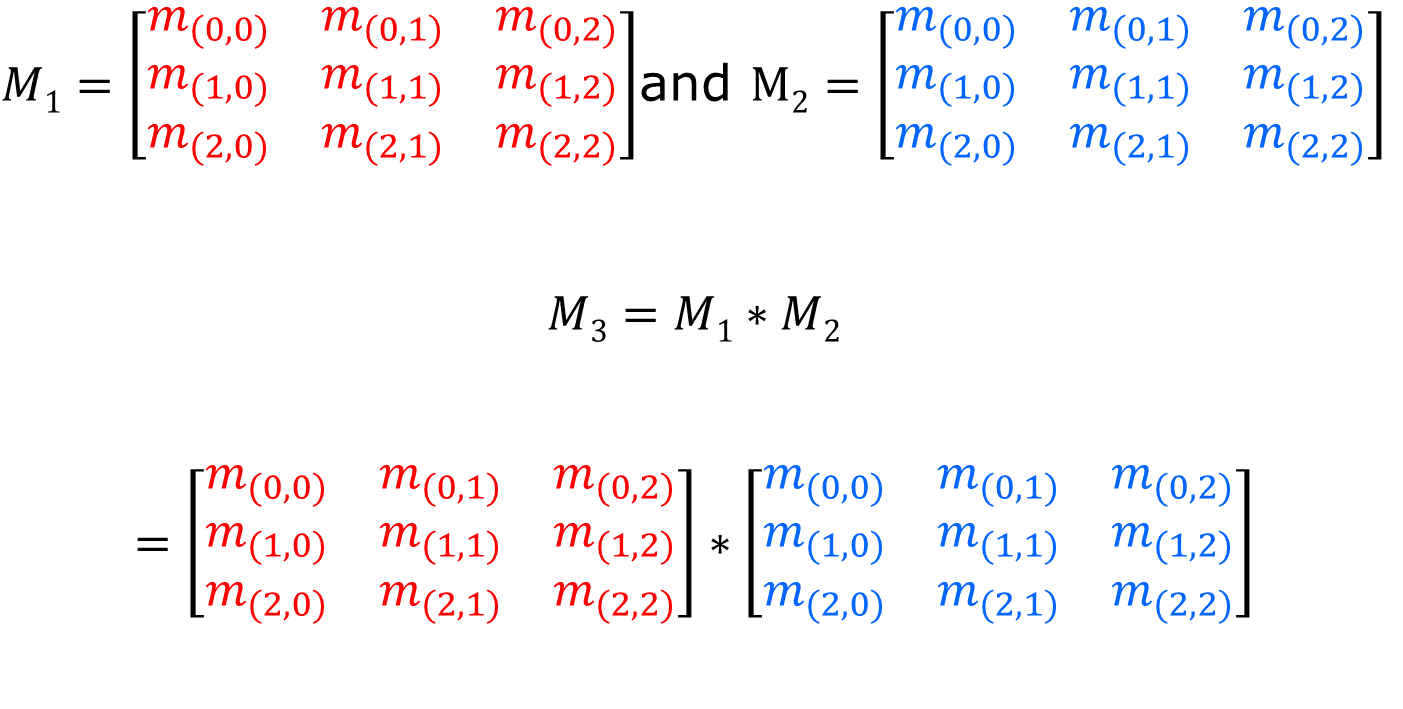 M₁ = [m₍₀,₀₎ m₍₀,₁₎ m₍₀,₂₎ and M₂ = [m₍₀,₀₎ m₍₀,₁₎ m₍₀,₂₎
m₍₁,₀₎ m₍₁,₁₎ m₍₁,₂₎ m₍₁,₀₎ m₍₁,₁₎ m₍₁,₂₎
m₍₂,₀₎ m₍₂,₁₎ m₍₂,₂₎] m₍₂,₀₎ m₍₂,₁₎ m₍₂,₂₎]
M₃ = M₁ * M₂
= [m₍₀,₀₎ m₍₀,₁₎ m₍₀,₂₎ * [m₍₀,₀₎ m₍₀,₁₎ m₍₀,₂₎
m₍₁,₀₎ m₍₁,₁₎ m₍₁,₂₎ m₍₁,₀₎ m₍₁,₁₎ m₍₁,₂₎
m₍₂,₀₎ m₍₂,₁₎ m₍₂,₂₎] m₍₂,₀₎ m₍₂,₁₎ m₍₂,₂₎]